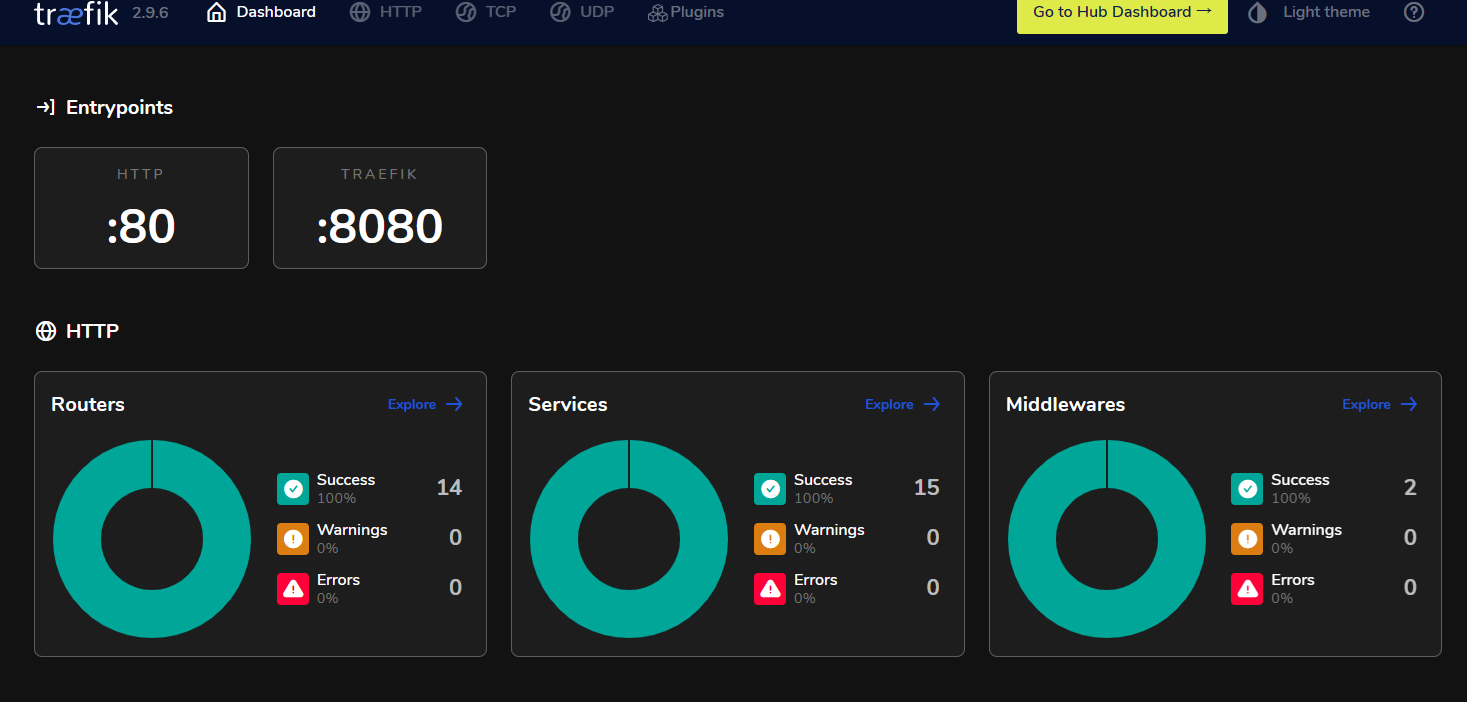 træfik 2.9.6 Dashboard HTTP TCP UDP Plugins Go to Hub Dashboard → Light theme
Entrypoints
HTTP
:80
TRAEFIK
:8080
HTTP
Routers Explore
Success 14
100%
Warnings 0
0%
Errors 0
0%
Services Explore
Success 15
100%
Warnings 0
0%
Errors 0
0%
Middlewares Explore
Success 2
100%
Warnings 0
0%
Errors 0
0%